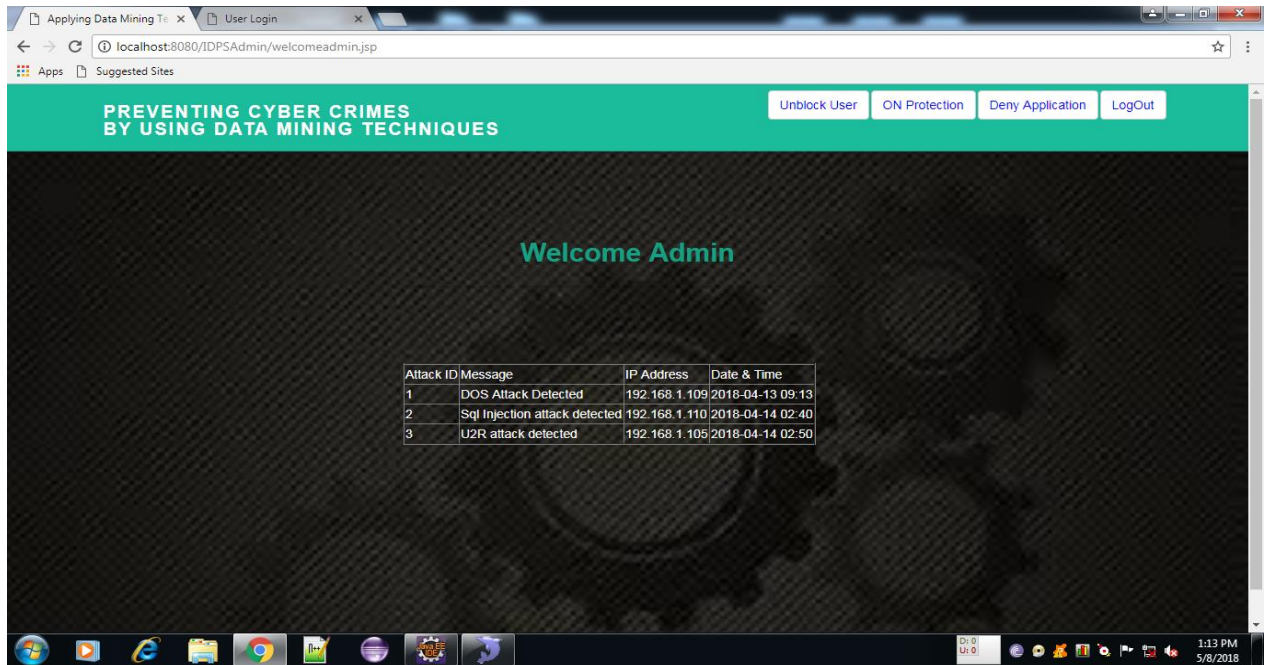 Applying Data Mining Te
User Login
localhost:8080/IDPSAdmin/welcomeadmin.jsp
Apps Suggested Sites
PREVENTING CYBER CRIMES
BY USING DATA MINING TECHNIQUES
Unblock User ON Protection Deny Application LogOut
Welcome Admin
Attack ID Message IP Address Date & Time
1 DOS Attack Detected 192.168.1.109 2018-04-13 09:13
2 Sql Injection attack detected 192.168.1.110 2018-04-14 02:40
3 U2R attack detected 192.168.1.105 2018-04-14 02:50
Java EE
IDE
D: 0
U: 0
1:13 PM
5/8/2018